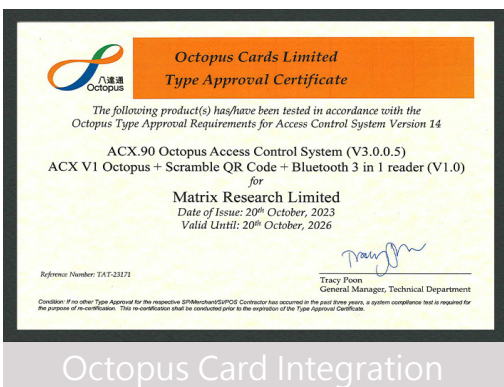 八達通
Octopus
Octopus Cards Limited
Type Approval Certificate
The following product(s) has/have been tested in accordance with the
Octopus Type Approval Requirements for Access Control System Version 14
ACX.90 Octopus Access Control System (V3.0.0.5)
ACX V1 Octopus + Scramble QR Code + Bluetooth 3 in 1 reader (V1.0)
for
Matrix Research Limited
Date of Issue: 20th October, 2023
Valid Until: 20th October, 2026
Reference Number: TAT-23171
Tracy Poon
General Manager, Technical Department
Condition: If no other Type Approval for the respective SP/Merchant/SI/POS Contractor has occurred in the past three years, a system compliance test is required for
the purpose of re-certification. This re-certification shall be conducted prior to the expiration of the Type Approval Certificate.
Octopus Card Integration